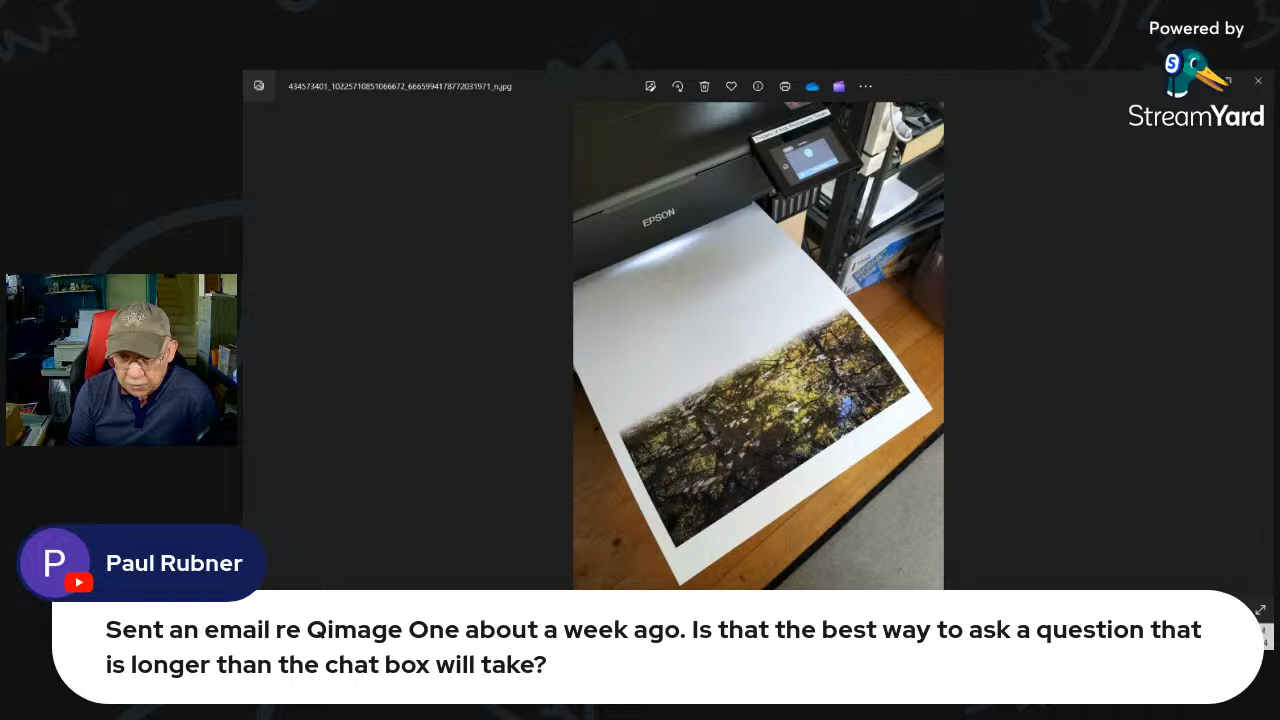 Powered by
StreamYard
434573401_10225710851066672_6665994178772031971_n.jpg
EPSON
P
Paul Rubner
Sent an email re Qimage One about a week ago. Is that the best way to ask a question that
is longer than the chat box will take?